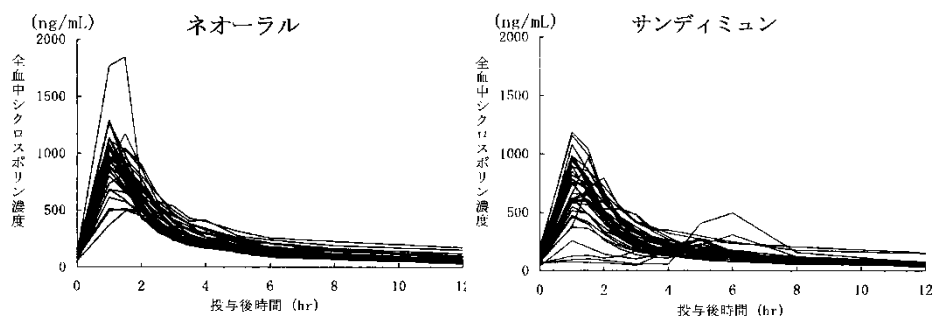 (ng/mL) ネオーラル
2000
1500
1000
500
0
全血中シクロスポリン濃度
0 2 4 6 8 10 12
投与後時間 (hr)
(ng/mL) サンディミュン
2000
1500
1000
500
0
全血中シクロスポリン濃度
0 2 4 6 8 10 12
投与後時間 (hr)